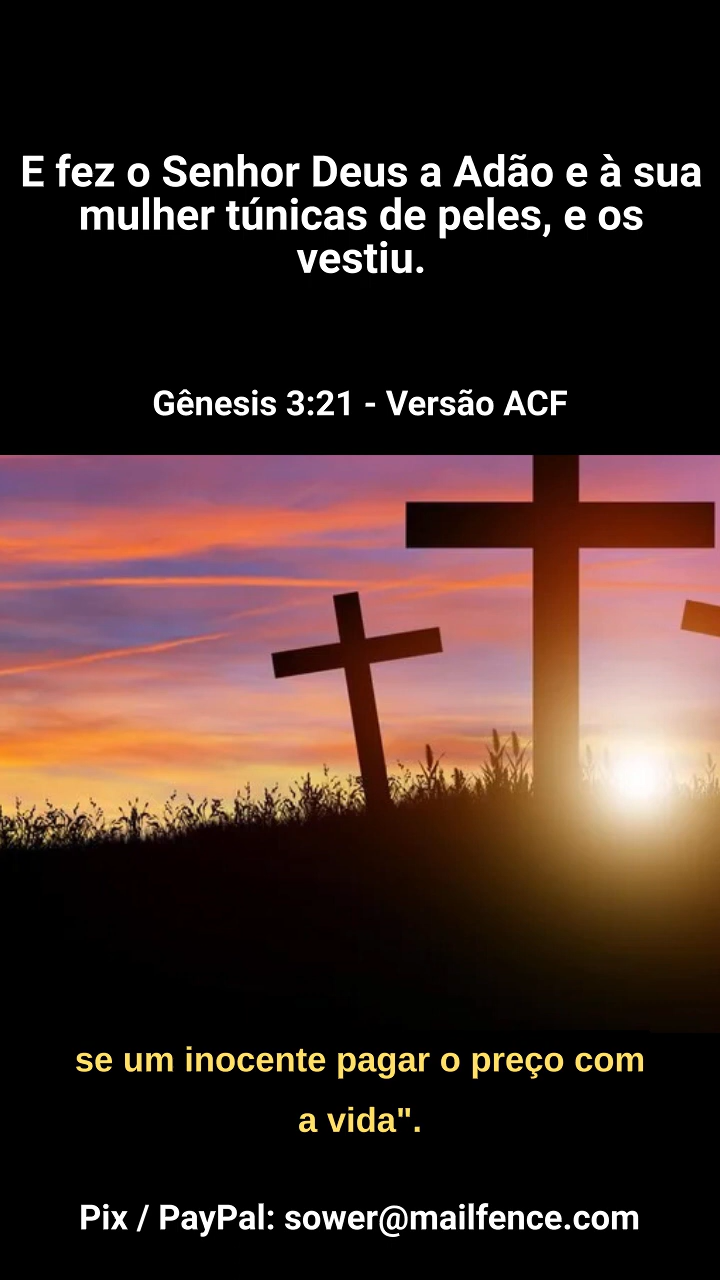 E fez o Senhor Deus a Adão e à sua
mulher túnicas de peles, e os
vestiu.
Gênesis 3:21 - Versão ACF
se um inocente pagar o preço com
a vida".
Pix / PayPal: sower@mailfence.com